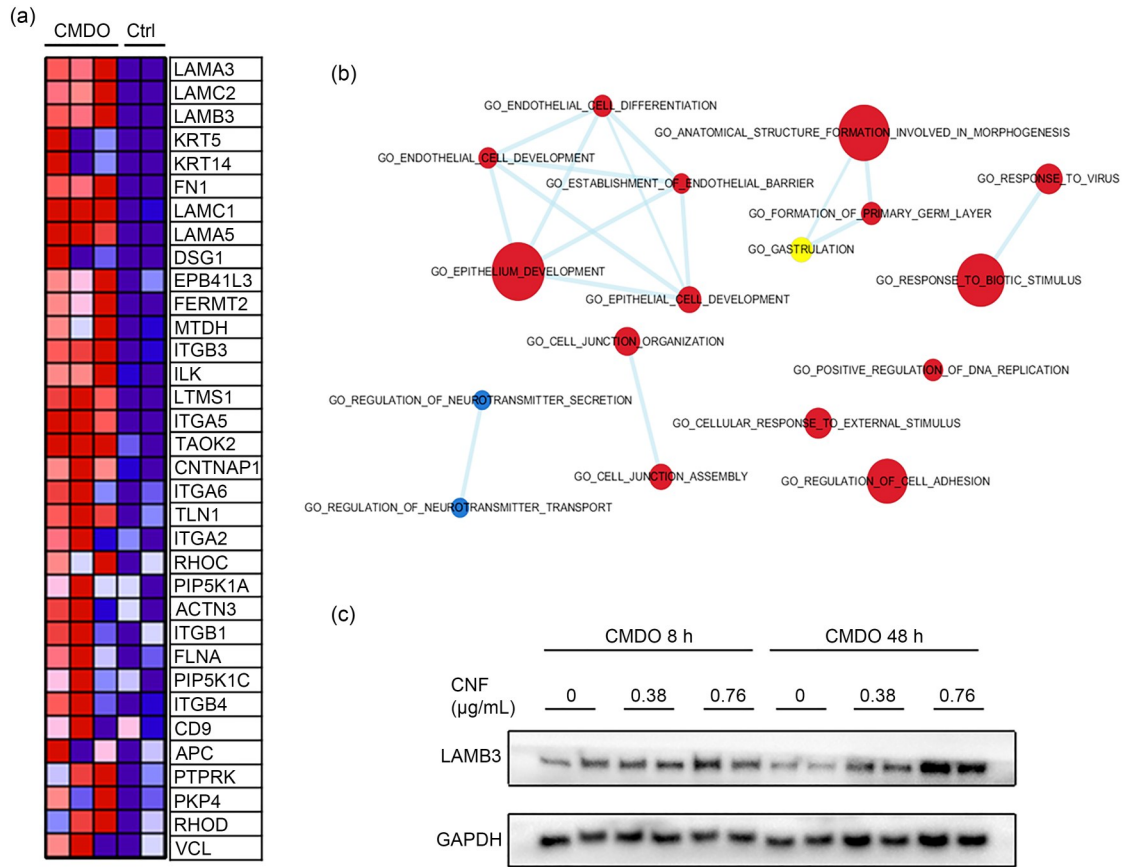 (a)
CMDO Ctrl
LAMA3
LAMC2
LAMB3
KRT5
KRT14
FN1
LAMC1
LAMA5
DSG1
EPB41L3
FERMT2
MTDH
ITGB3
ILK
LTMS1
ITGA5
TAOK2
CNTNAP1
ITGA6
TLN1
ITGA2
RHOC
PIP5K1A
ACTN3
ITGB1
FLNA
PIP5K1C
ITGB4
CD9
APC
PTPRK
PKP4
RHOD
VCL
(b)
GO_ENDOTHELIAL_CELL_DIFFERENTIATION
GO_ANATOMICAL_STRUCTURE_FORMATION_INVOLVED_IN_MORPHOGENESIS
GO_ENDOTHELIAL_CELL_DEVELOPMENT
GO_RESPONSE_TO_VIRUS
GO_ESTABLISHMENT_OF_ENDOTHELIAL_BARRIER
GO_FORMATION_OF_PRIMARY_GERM_LAYER
GO_GASTRULATION
GO_EPITHELIUM_DEVELOPMENT
GO_RESPONSE_TO_BIOTIC_STIMULUS
GO_EPITHELIAL_CELL_DEVELOPMENT
GO_CELL_JUNCTION_ORGANIZATION
GO_POSITIVE_REGULATION_OF_DNA_REPLICATION
GO_REGULATION_OF_NEUROTRANSMITTER_SECRETION
GO_CELLULAR_RESPONSE_TO_EXTERNAL_STIMULUS
GO_CELL_JUNCTION_ASSEMBLY
GO_REGULATION_OF_CELL_ADHESION
GO_REGULATION_OF_NEUROTRANSMITTER_TRANSPORT
(c)
CMDO 8 h CMDO 48 h
CNF 0 0.38 0.76 0 0.38 0.76
(µg/mL)
LAMB3
GAPDH